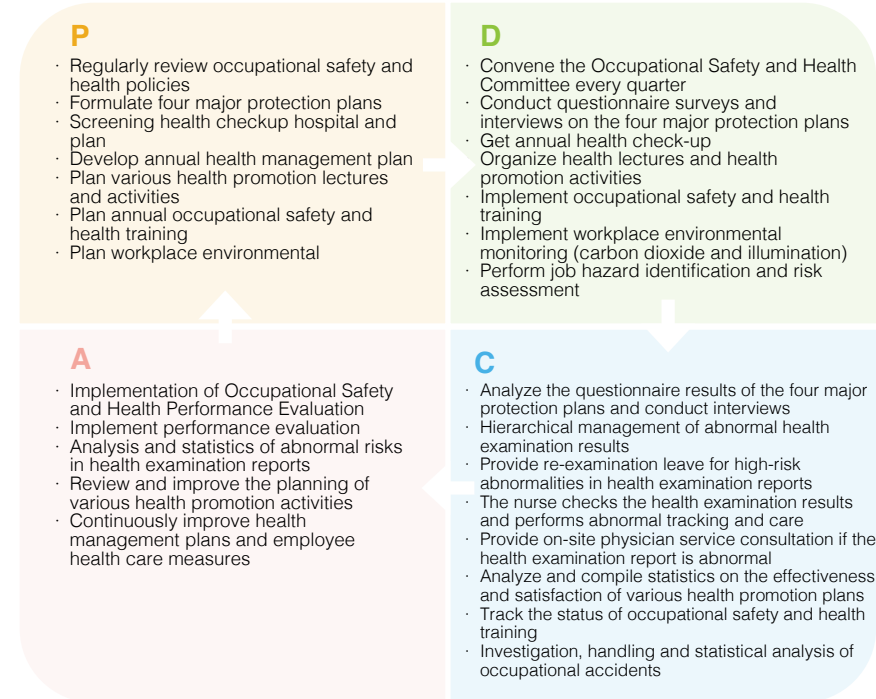 P
· Regularly review occupational safety and
health policies
· Formulate four major protection plans
· Screening health checkup hospital and
plan
· Develop annual health management plan
· Plan various health promotion lectures
and activities
· Plan annual occupational safety and
health training
· Plan workplace environmental
D
· Convene the Occupational Safety and Health
Committee every quarter
· Conduct questionnaire surveys and
interviews on the four major protection plans
· Get annual health check-up
Organize health lectures and health
promotion activities
· Implement occupational safety and health
training
· Implement workplace environmental
monitoring (carbon dioxide and illumination)
· Perform job hazard identification and risk
assessment
A
· Implementation of Occupational Safety
and Health Performance Evaluation
· Implement performance evaluation
· Analysis and statistics of abnormal risks
in health examination reports
· Review and improve the planning of
various health promotion activities
· Continuously improve health
management plans and employee
health care measures
C
· Analyze the questionnaire results of the four major
protection plans and conduct interviews
· Hierarchical management of abnormal health
examination results
· Provide re-examination leave for high-risk
abnormalities in health examination reports
· The nurse checks the health examination results
and performs abnormal tracking and care
· Provide on-site physician service consultation if the
health examination report is abnormal
· Analyze and compile statistics on the effectiveness
and satisfaction of various health promotion plans
· Track the status of occupational safety and health
training
· Investigation, handling and statistical analysis of
occupational accidents